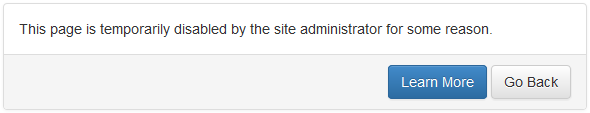 This page is temporarily disabled by the site administrator for some reason.
Learn More Go Back